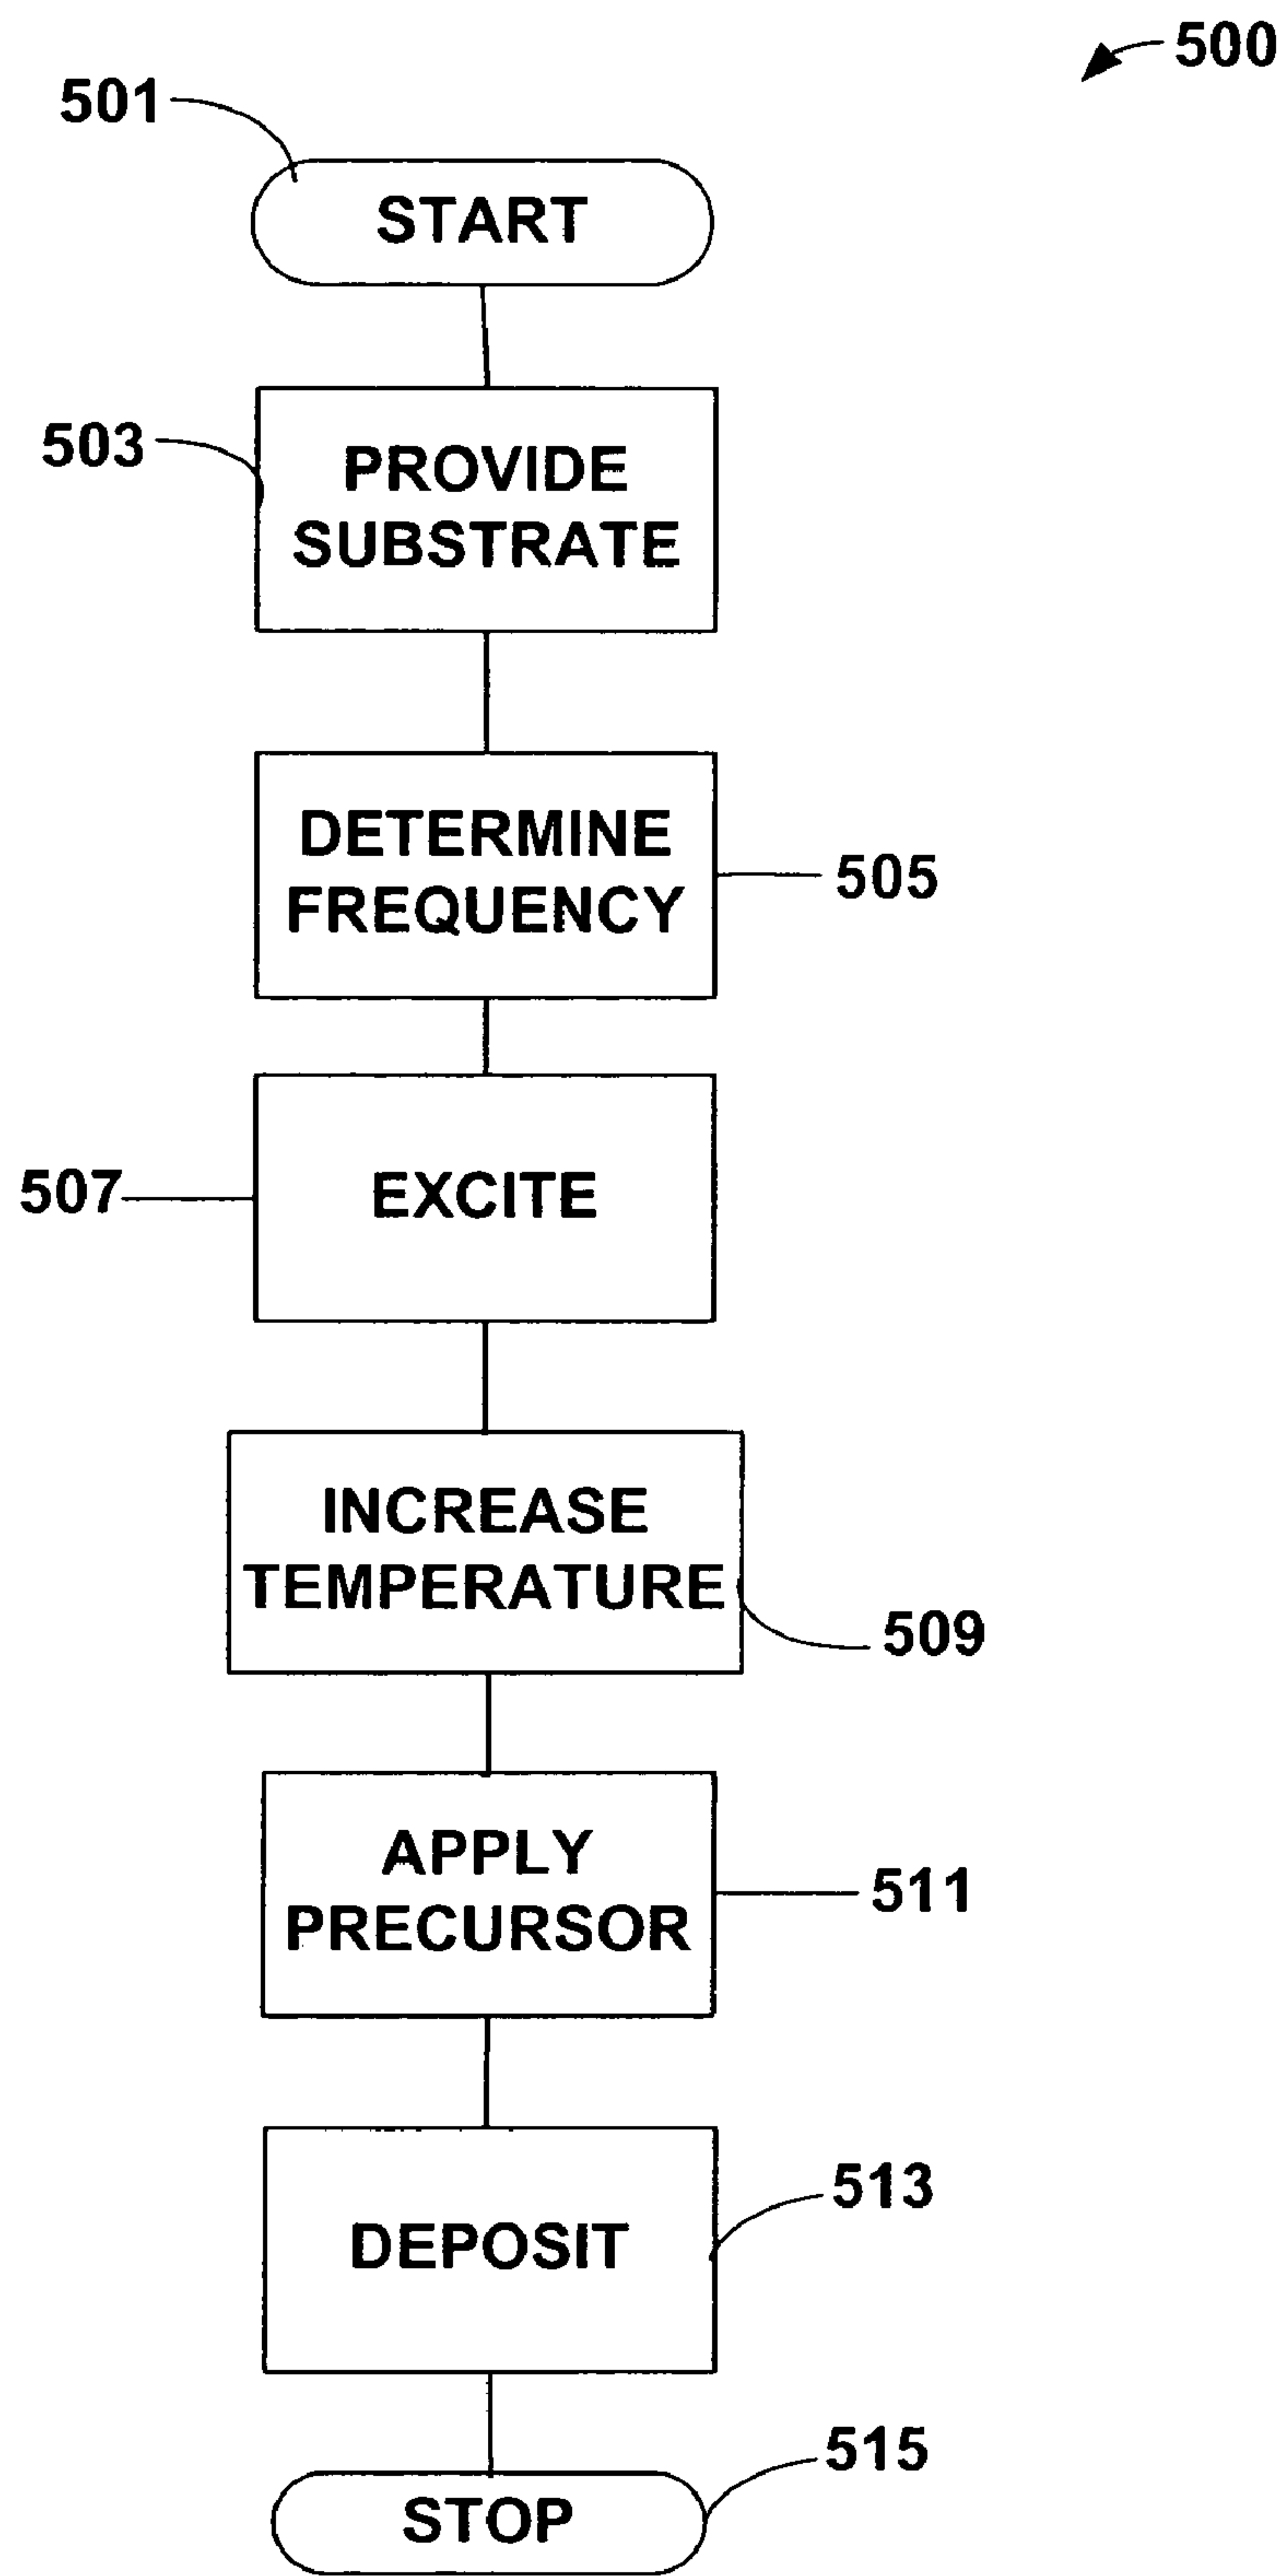 500
501
START
503
PROVIDE
SUBSTRATE
DETERMINE
FREQUENCY
505
507
EXCITE
INCREASE
TEMPERATURE
509
APPLY
PRECURSOR
511
513
DEPOSIT
515
STOP